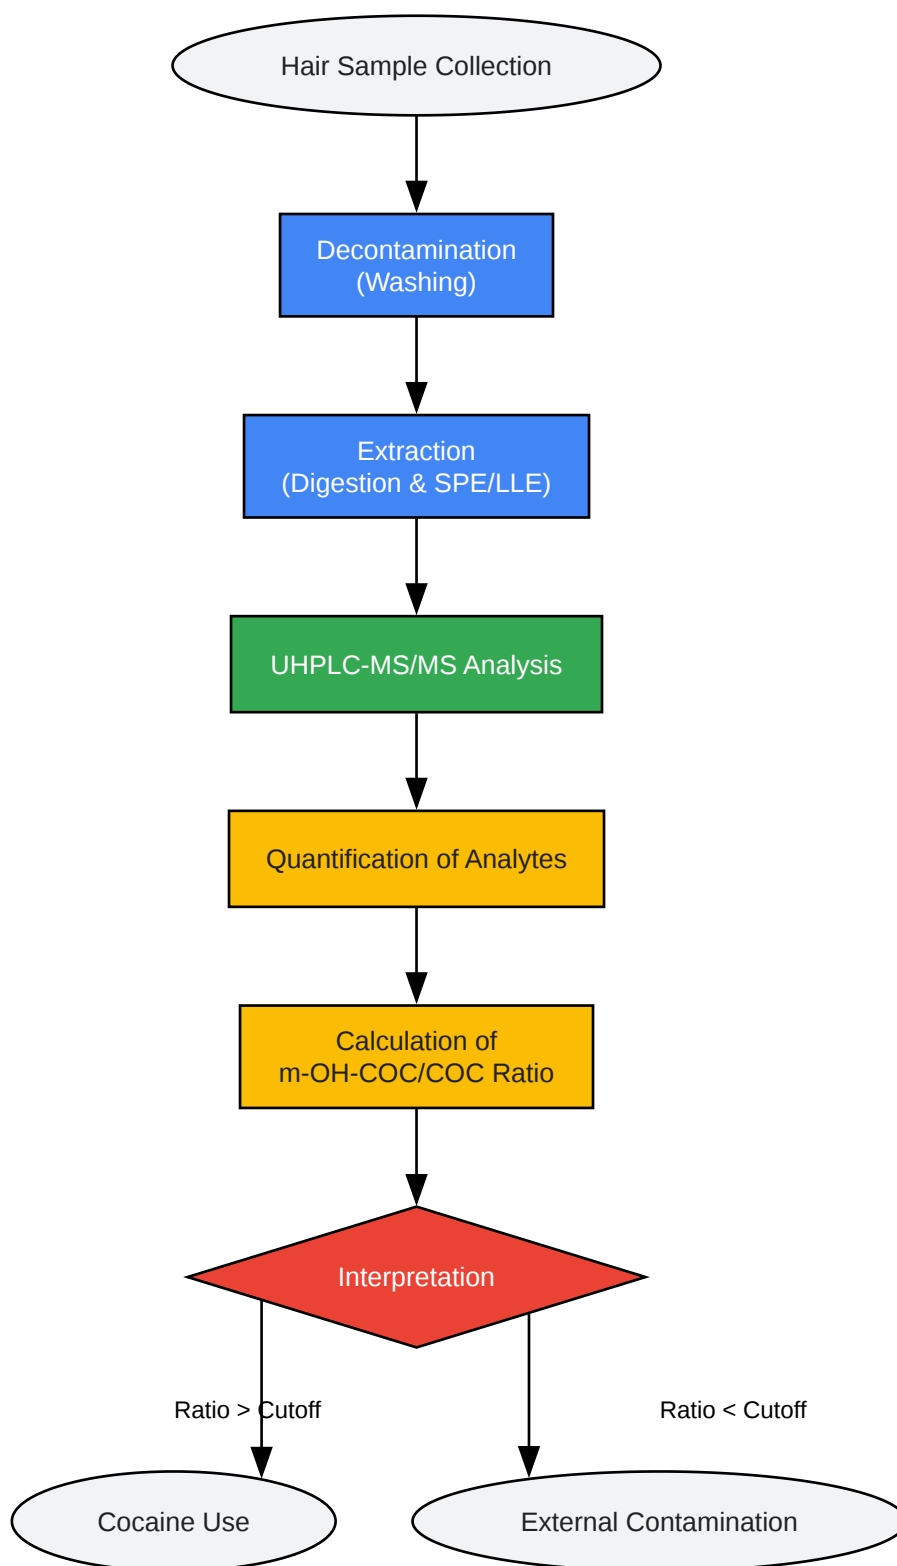 Hair Sample Collection
Decontamination
(Washing)
Extraction
(Digestion & SPE/LLE)
UHPLC-MS/MS Analysis
Quantification of Analytes
Calculation of
m-OH-COC/COC Ratio
Interpretation
Ratio > Cutoff
Ratio < Cutoff
Cocaine Use
External Contamination